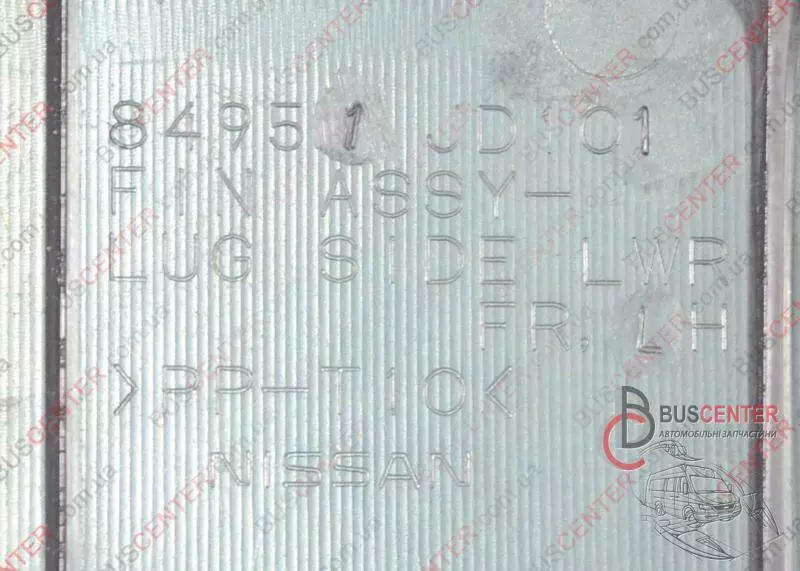 84951 JD101
FIN ASSY-
LUG SIDE LWR
FR, LH
>PP-T10<
NISSAN
BUSCENTER
АВТОМОБІЛЬНІ ЗАПЧАСТИНИ